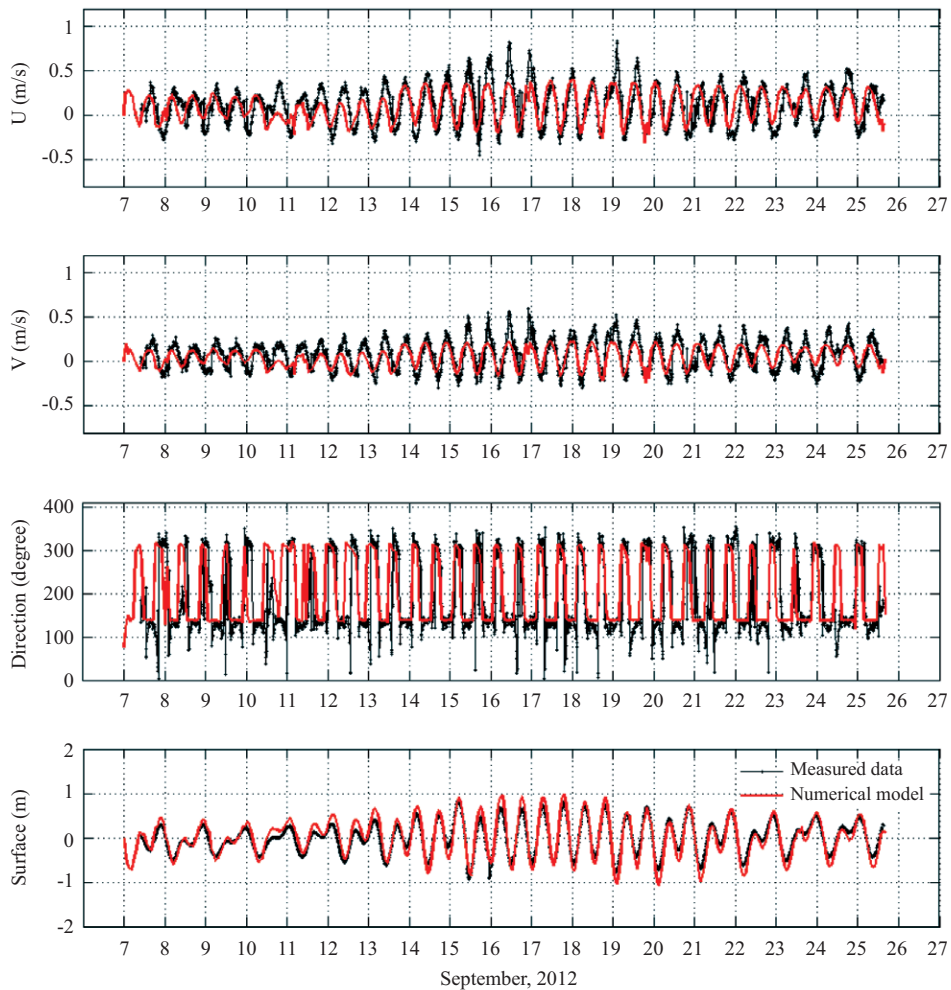 1
0.5
0
-0.5
U (m/s)
7 8 9 10 11 12 13 14 15 16 17 18 19 20 21 22 23 24 25 26 27
1
0.5
0
-0.5
V (m/s)
7 8 9 10 11 12 13 14 15 16 17 18 19 20 21 22 23 24 25 26 27
400
300
200
100
0
Direction (degree)
7 8 9 10 11 12 13 14 15 16 17 18 19 20 21 22 23 24 25 26 27
2
1
0
-1
-2
Surface (m)
Measured data
Numerical model
7 8 9 10 11 12 13 14 15 16 17 18 19 20 21 22 23 24 25 26 27
September, 2012